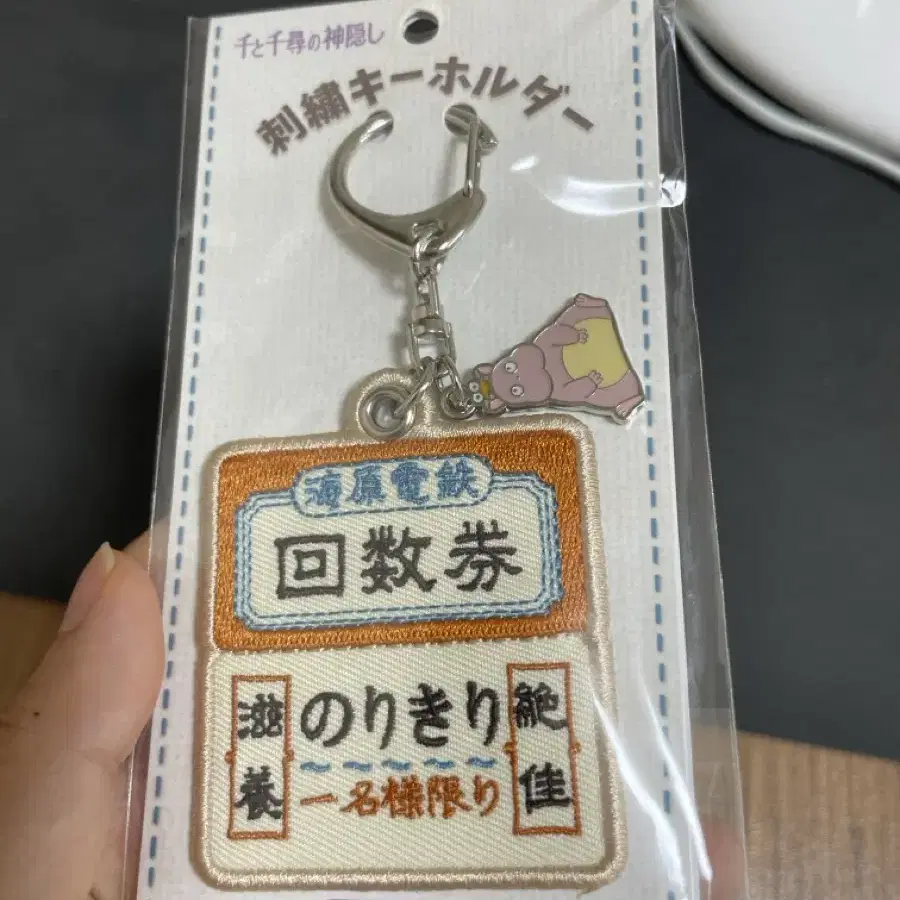 千と千尋の神隠し
刺繍キーホルダー
海原電鉄
回数券
滋養
のりきり
一名様限り
絶佳